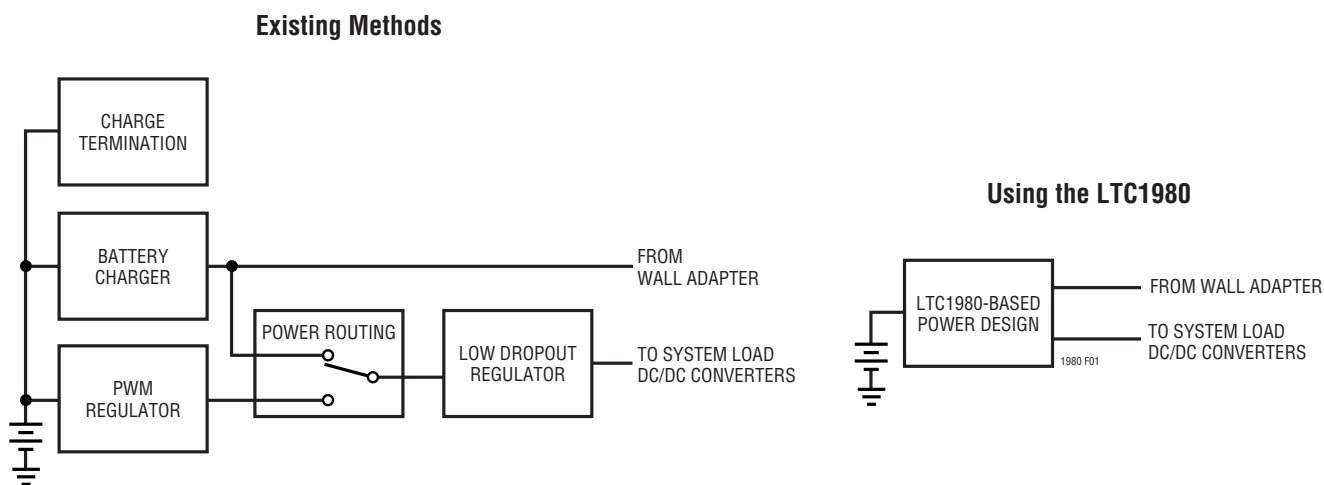 Existing Methods
CHARGE
TERMINATION
BATTERY
CHARGER
FROM
WALL ADAPTER
POWER ROUTING
LOW DROPOUT
REGULATOR
TO SYSTEM LOAD
DC/DC CONVERTERS
PWM
REGULATOR
Using the LTC1980
LTC1980-BASED
POWER DESIGN
FROM WALL ADAPTER
TO SYSTEM LOAD
DC/DC CONVERTERS
1980 F01